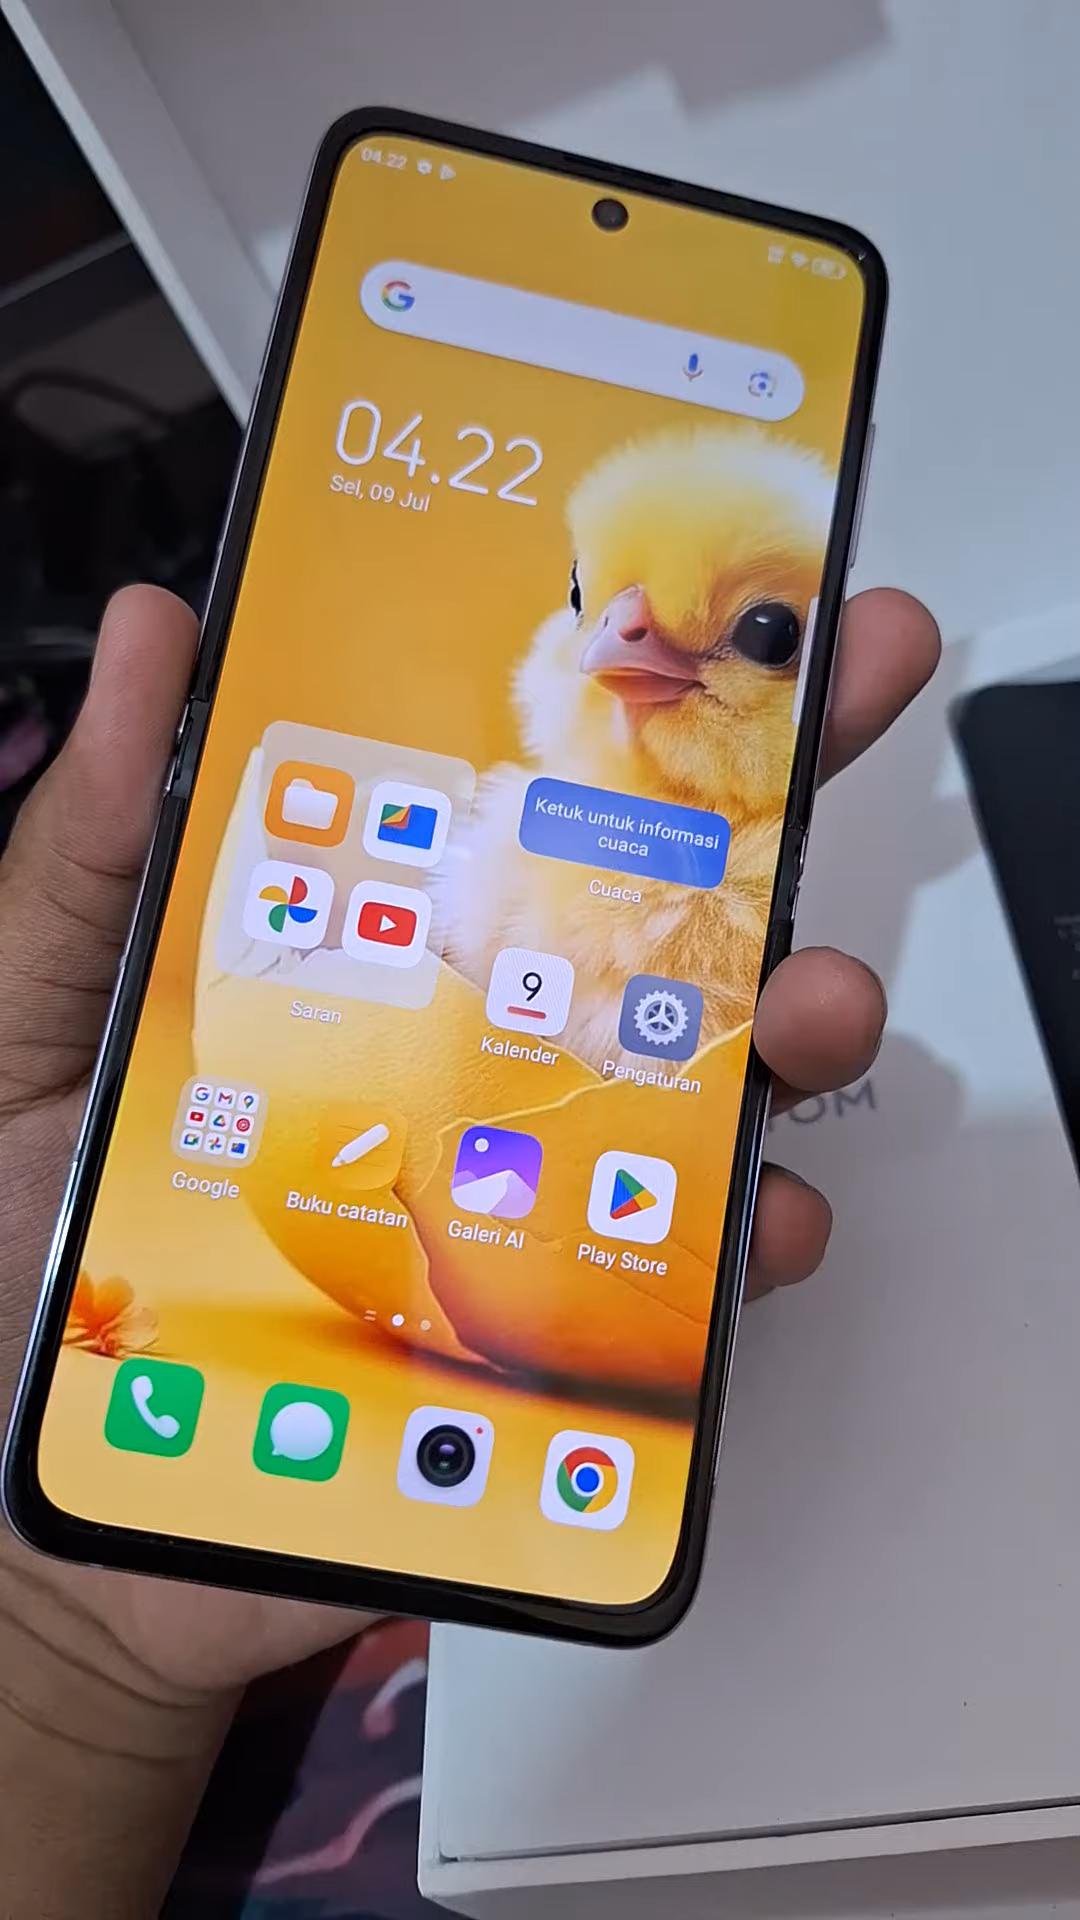 04.22
04.22
Sel, 09 Jul
Ketuk untuk informasi
cuaca
Cuaca
Saran
9
Kalender
Pengaturan
Google
Buku catatan
Galeri AI
Play Store
TOM